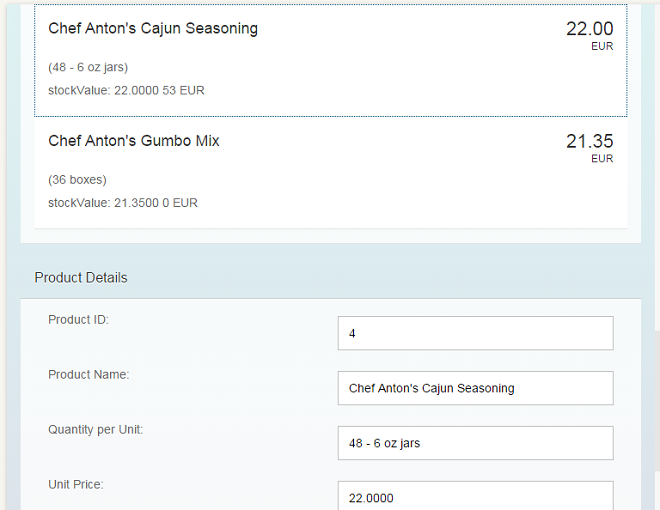 Chef Anton's Cajun Seasoning 22.00
EUR
(48 - 6 oz jars)
stockValue: 22.0000 53 EUR
Chef Anton's Gumbo Mix 21.35
EUR
(36 boxes)
stockValue: 21.3500 0 EUR
Product Details
Product ID: 4
Product Name: Chef Anton's Cajun Seasoning
Quantity per Unit: 48 - 6 oz jars
Unit Price: 22.0000